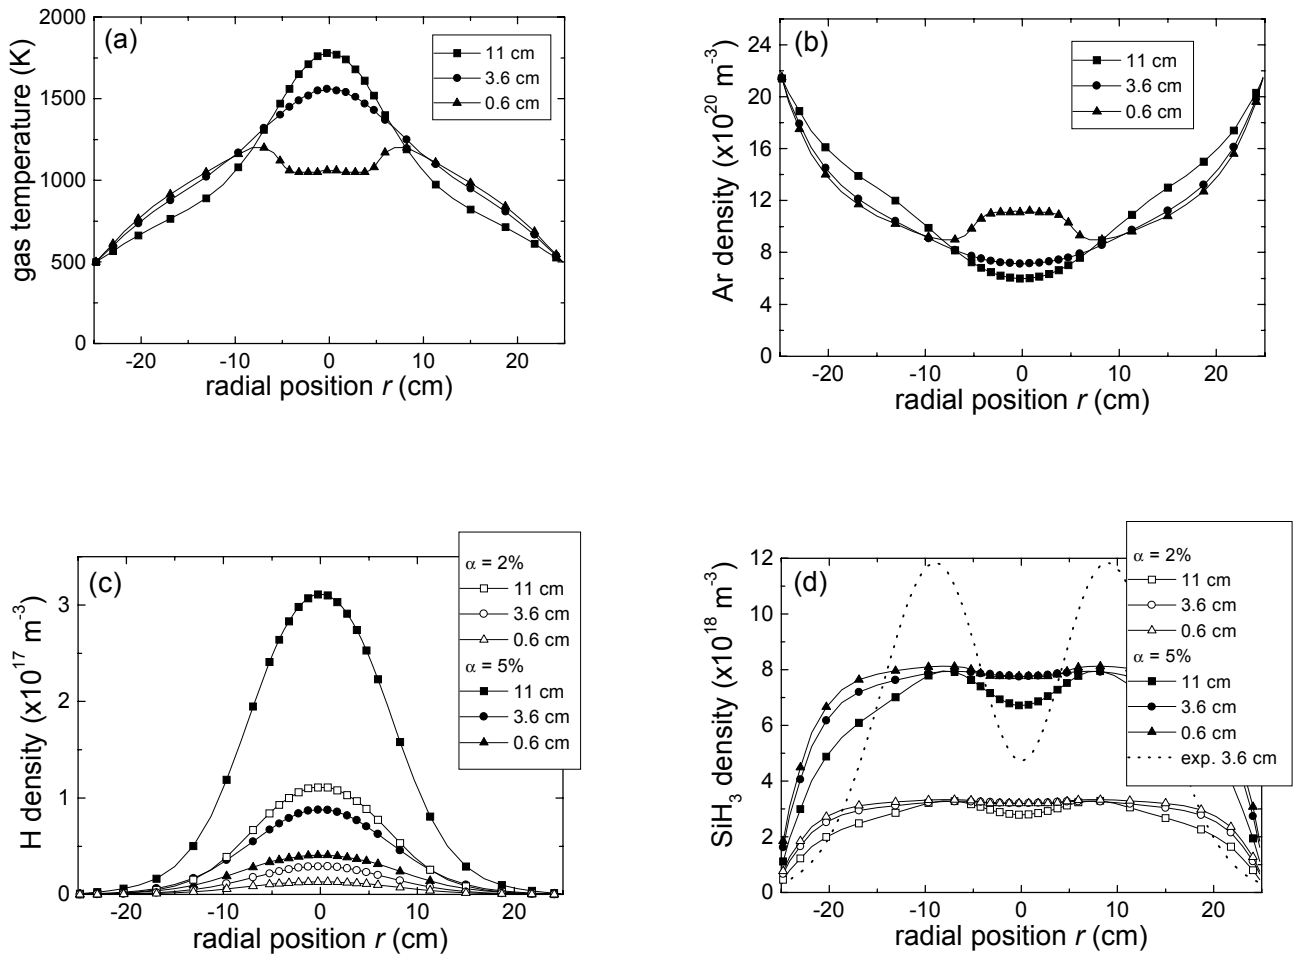 (a)
11 cm
3.6 cm
0.6 cm
gas temperature (K)
2000
1500
1000
500
0
-20 -10 0 10 20
radial position r (cm)
(b)
11 cm
3.6 cm
0.6 cm
Ar density (x10²⁰ m⁻³)
24
20
16
12
8
4
0
-20 -10 0 10 20
radial position r (cm)
(c)
α = 2%
11 cm
3.6 cm
0.6 cm
α = 5%
11 cm
3.6 cm
0.6 cm
H density (x10¹⁷ m⁻³)
3
2
1
0
-20 -10 0 10 20
radial position r (cm)
(d)
α = 2%
11 cm
3.6 cm
0.6 cm
α = 5%
11 cm
3.6 cm
0.6 cm
exp. 3.6 cm
SiH₃ density (x10¹⁸ m⁻³)
12
10
8
6
4
2
0
-20 -10 0 10 20
radial position r (cm)